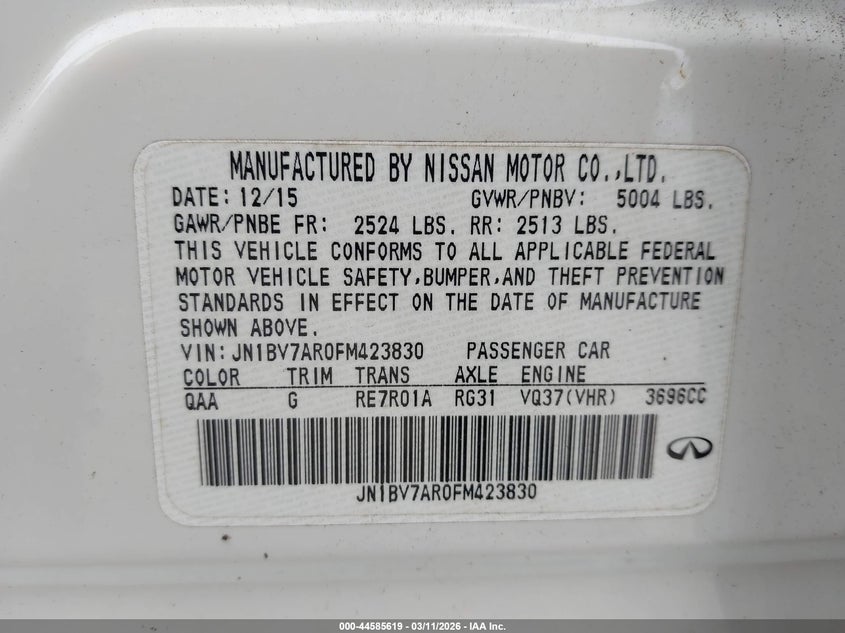 MANUFACTURED BY NISSAN MOTOR CO.,LTD.
DATE: 12/15 GVWR/PNBV: 5004 LBS.
GAWR/PNBE FR: 2524 LBS. RR: 2513 LBS.
THIS VEHICLE CONFORMS TO ALL APPLICABLE FEDERAL
MOTOR VEHICLE SAFETY,BUMPER,AND THEFT PREVENTION
STANDARDS IN EFFECT ON THE DATE OF MANUFACTURE
SHOWN ABOVE.
VIN: JN1BV7AR0FM423830 PASSENGER CAR
COLOR TRIM TRANS AXLE ENGINE
QAA G RE7R01A RG31 VQ37(VHR) 3696CC
JN1BV7AR0FM423830
000-44585619 - 03/11/2026 - IAA Inc.